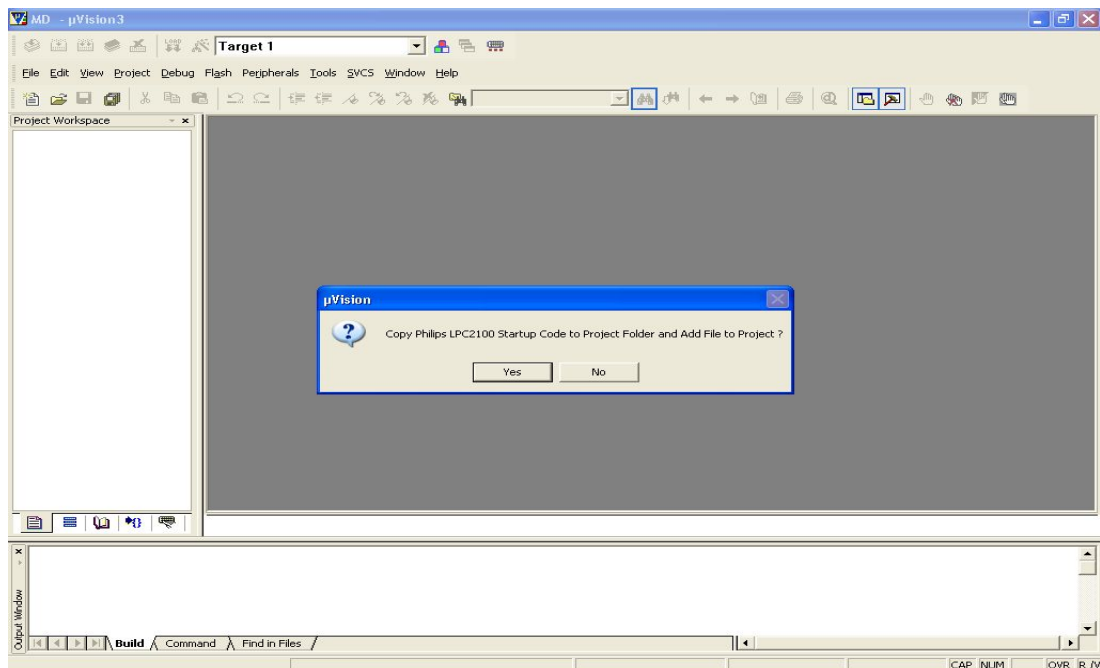 MD - µVision3
LOAD
Target 1
File Edit View Project Debug Flash Peripherals Tools SVCS Window Help
Project Workspace
µVision
Copy Philips LPC2100 Startup Code to Project Folder and Add File to Project ?
Yes No
Output Window
Build Command Find in Files
CAP NUM OVR R /W